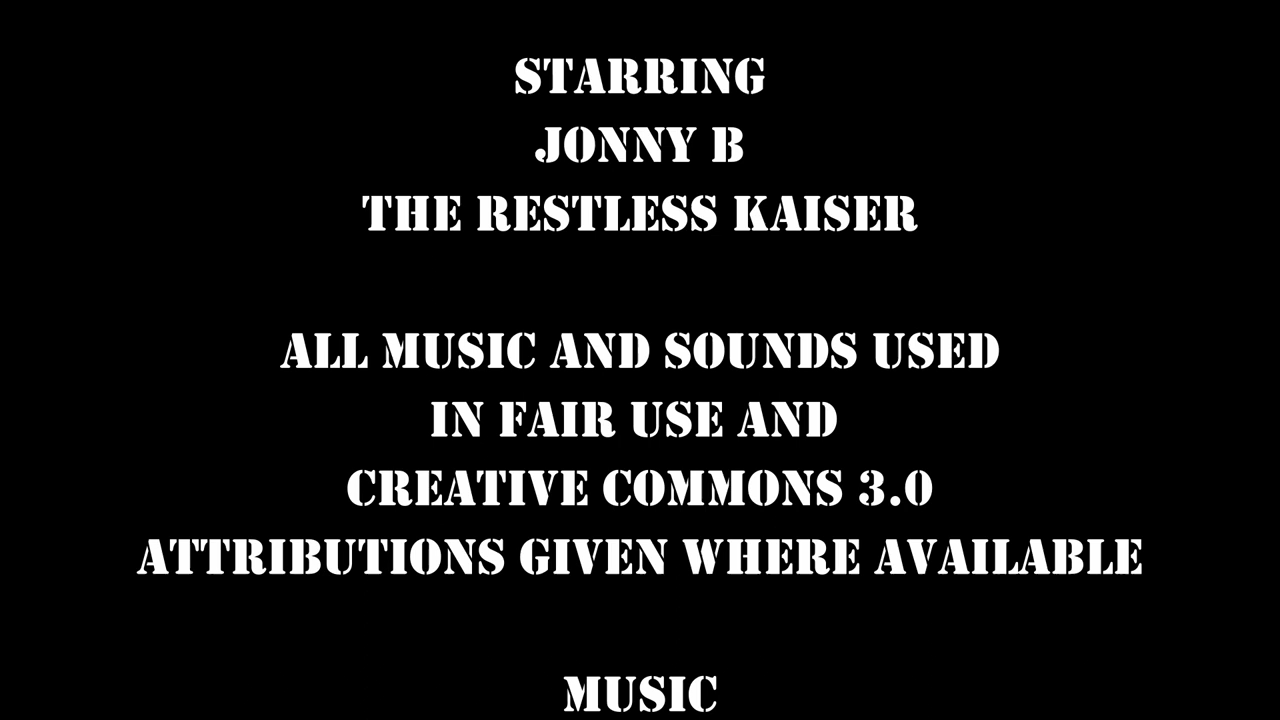 STARRING
JONNY B
THE RESTLESS KAISER
ALL MUSIC AND SOUNDS USED
IN FAIR USE AND
CREATIVE COMMONS 3.0
ATTRIBUTIONS GIVEN WHERE AVAILABLE
MUSIC